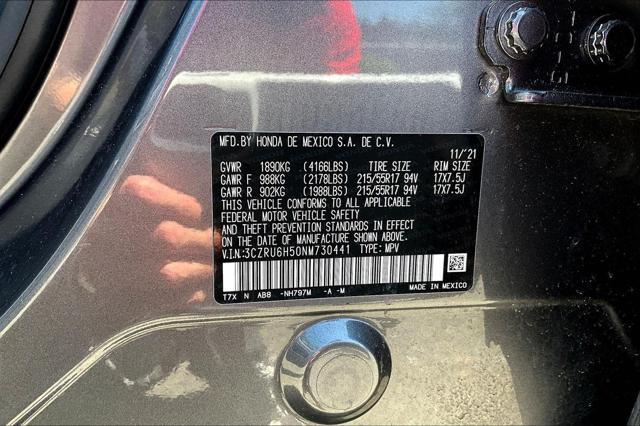 MFD.BY HONDA DE MEXICO S.A. DE C.V.
11/'21
GVWR 1890KG (4166LBS) TIRE SIZE RIM SIZE
GAWR F 988KG (2178LBS) 215/55R17 94V 17X7.5J
GAWR R 902KG (1988LBS) 215/55R17 94V 17X7.5J
THIS VEHICLE CONFORMS TO ALL APPLICABLE
FEDERAL MOTOR VEHICLE SAFETY
AND THEFT PREVENTION STANDARDS IN EFFECT
ON THE DATE OF MANUFACTURE SHOWN ABOVE.
V.I.N:3CZRU6H50NM730441 TYPE: MPV
T7X N AB8 -NH797M -A -M MADE IN MEXICO